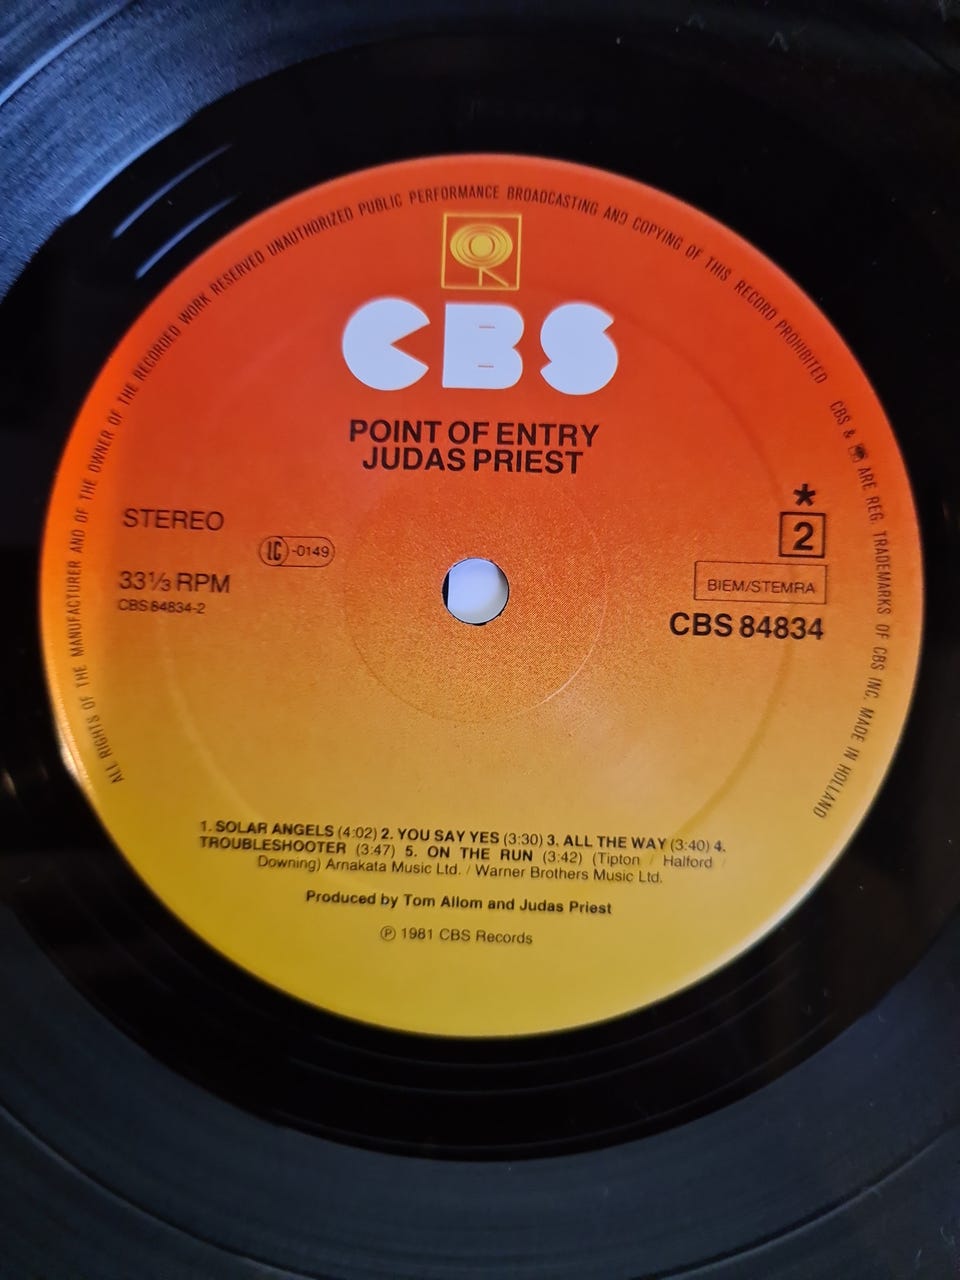 ALL RIGHTS OF THE MANUFACTURER AND OF THE OWNER OF THE RECORDED WORK RESERVED UNAUTHORIZED PUBLIC PERFORMANCE BROADCASTING AND COPYING OF THIS RECORD PROHIBITED CBS & ARE REG. TRADEMARKS OF CBS INC. MADE IN HOLLAND
CBS
POINT OF ENTRY
JUDAS PRIEST
STEREO
LC-0149
33⅓ RPM
CBS 84834-2
*
2
BIEM/STEMRA
CBS 84834
1. SOLAR ANGELS (4:02) 2. YOU SAY YES (3:30) 3. ALL THE WAY (3:40) 4.
TROUBLESHOOTER (3:47) 5. ON THE RUN (3:42) (Tipton / Halford /
Downing) Arnakata Music Ltd. / Warner Brothers Music Ltd.
Produced by Tom Allom and Judas Priest
℗ 1981 CBS Records